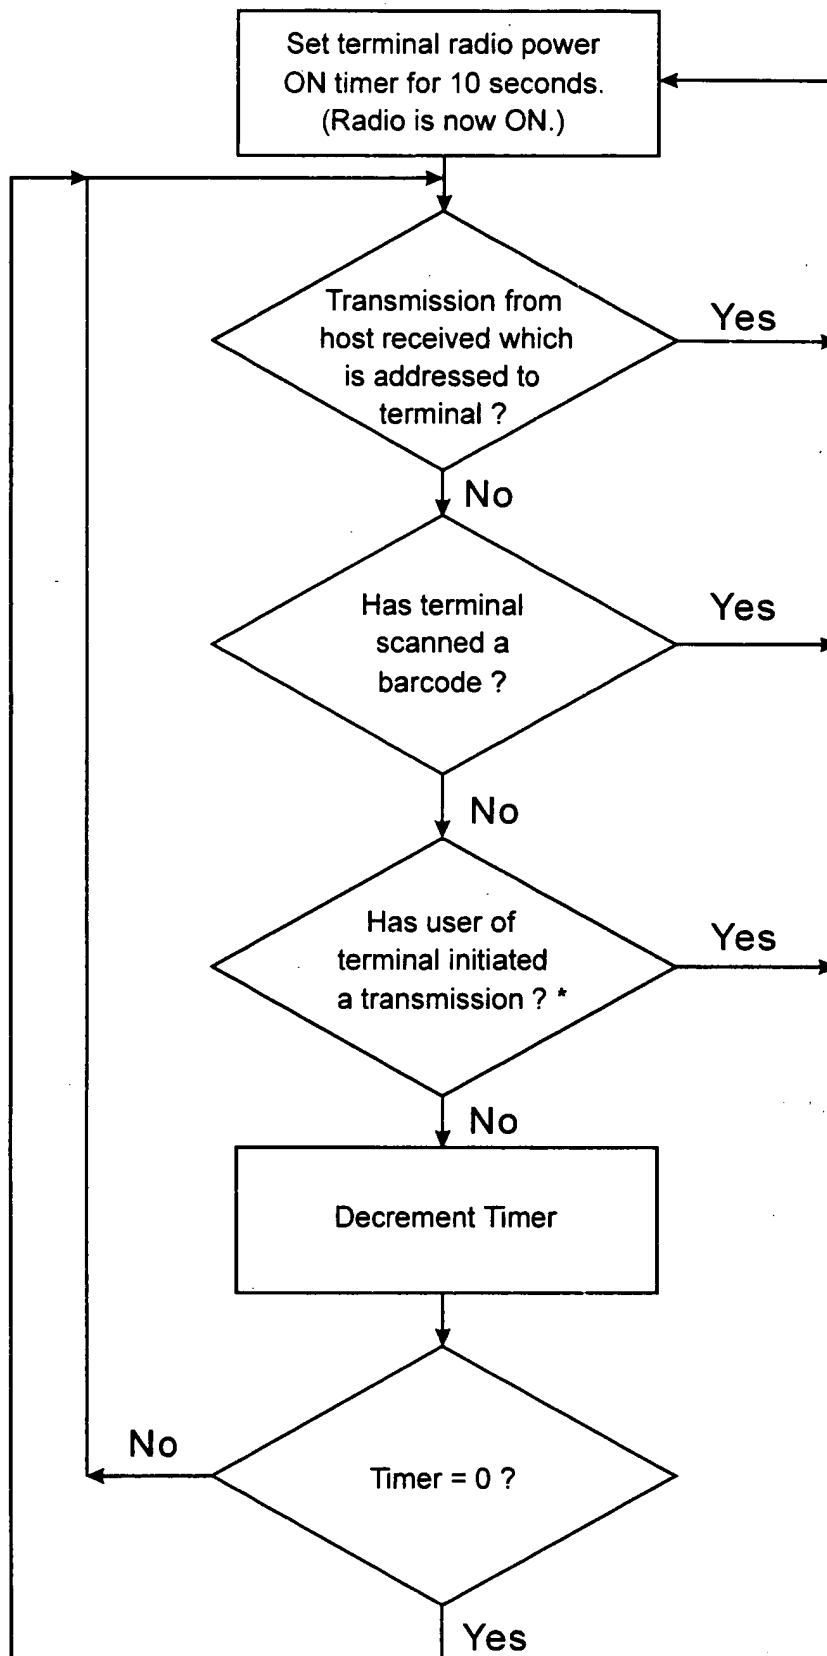 Set terminal radio power
ON timer for 10 seconds.
(Radio is now ON.)
Transmission from
host received which
is addressed to
terminal ?
Yes
No
Has terminal
scanned a
barcode ?
Yes
No
Has user of
terminal initiated
a transmission ? *
Yes
No
Decrement Timer
No
Timer = 0 ?
Yes